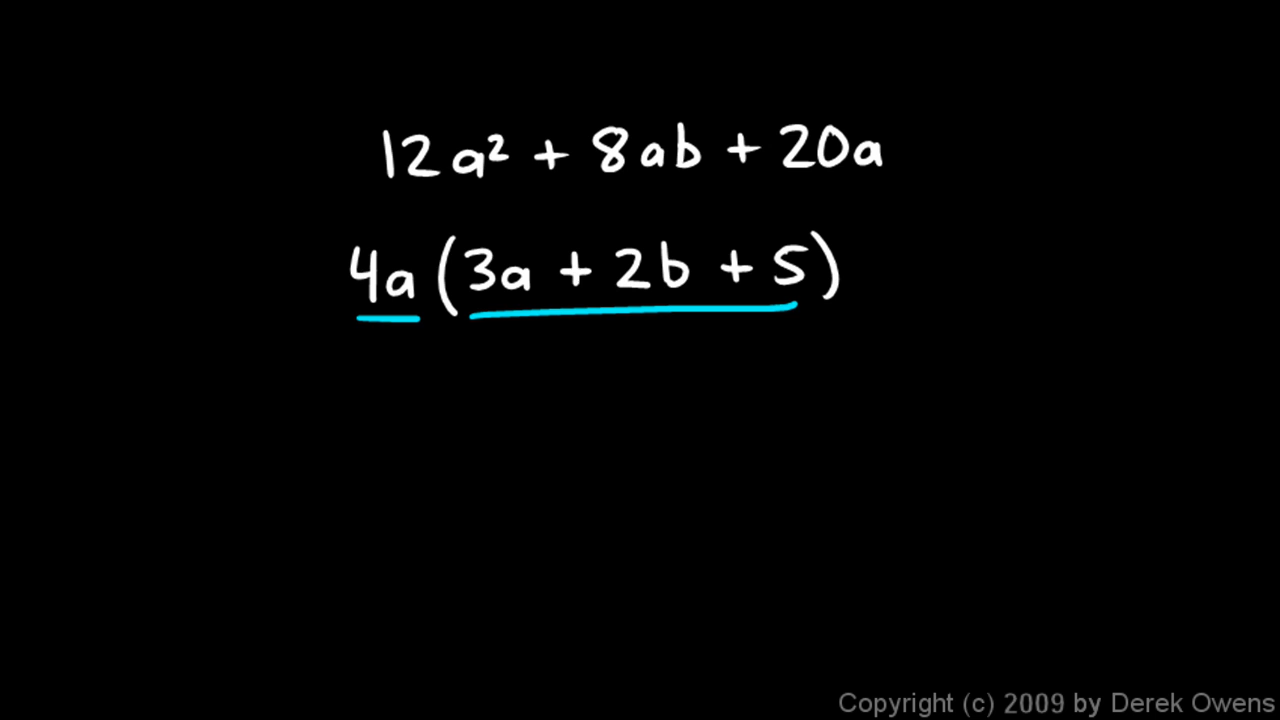 12a² + 8ab + 20a
4a (3a + 2b + 5)
Copyright (c) 2009 by Derek Owens